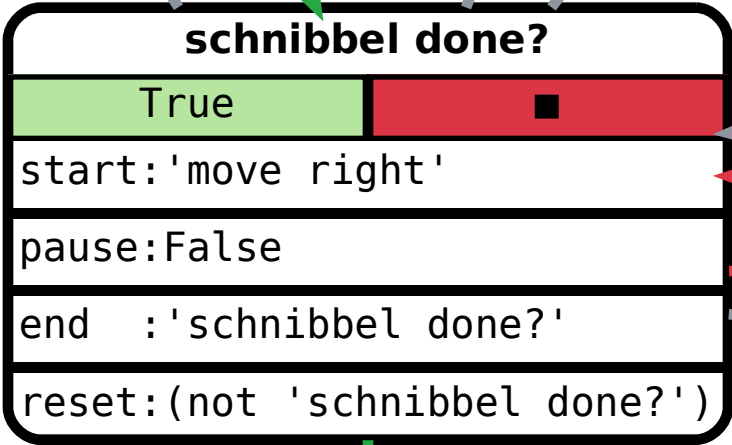 schnibbel done?
True ■
start:'move right'
pause:False
end  :'schnibbel done?'
reset:(not 'schnibbel done?')